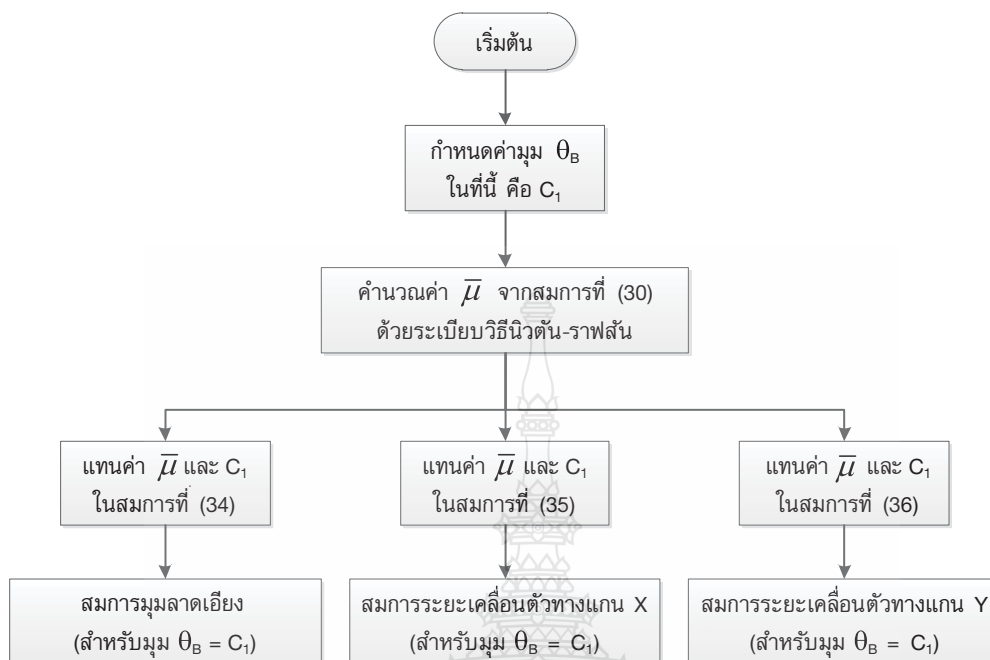 เริ่มต้น
กำหนดค่ามุม θB
ในที่นี้ คือ C₁
คำนวณค่า μ̅ จากสมการที่ (30)
ด้วยระเบียบวิธีนิวตัน-ราฟสัน
แทนค่า μ̅ และ C₁
ในสมการที่ (34)
แทนค่า μ̅ และ C₁
ในสมการที่ (35)
แทนค่า μ̅ และ C₁
ในสมการที่ (36)
สมการมุมลาดเอียง
(สำหรับมุม θB = C₁)
สมการระยะเคลื่อนตัวทางแกน X
(สำหรับมุม θB = C₁)
สมการระยะเคลื่อนตัวทางแกน Y
(สำหรับมุม θB = C₁)